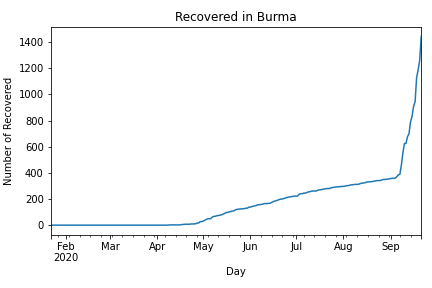 Recovered in Burma
Number of Recovered
1400
1200
1000
800
600
400
200
0
Feb
2020
Mar
Apr
May
Jun
Jul
Aug
Sep
Day